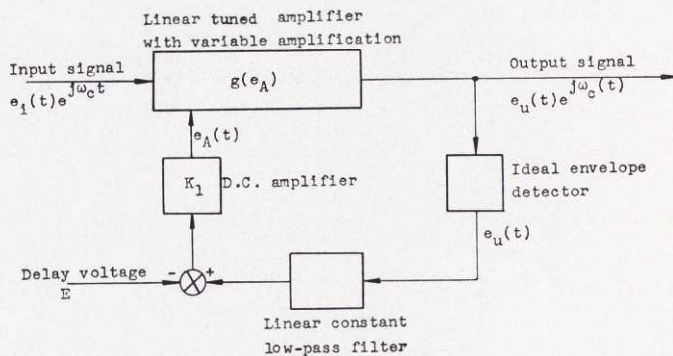 Linear tuned amplifier
with variable amplification
Input signal
e_i(t)e^{jω_c t}
g(e_A)
Output signal
e_u(t)e^{jω_c(t)}
e_A(t)
K_1
D.C. amplifier
Ideal envelope
detector
e_u(t)
Delay voltage
E
-
+
Linear constant
low-pass filter